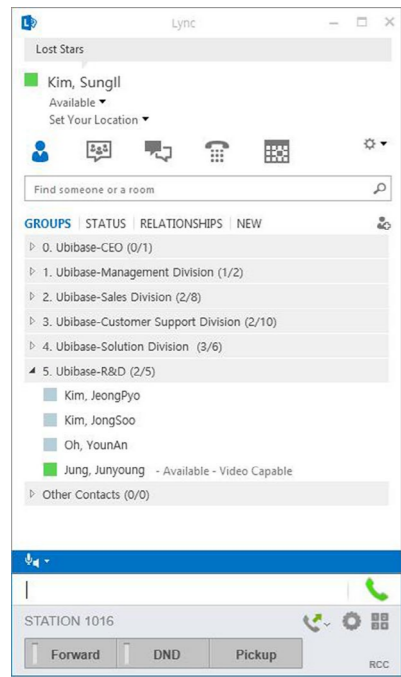 Lync
Lost Stars
Kim, SungIl
Available
Set Your Location
Find someone or a room
GROUPS STATUS RELATIONSHIPS NEW
0. Ubibase-CEO (0/1)
1. Ubibase-Management Division (1/2)
2. Ubibase-Sales Division (2/8)
3. Ubibase-Customer Support Division (2/10)
4. Ubibase-Solution Division (3/6)
5. Ubibase-R&D (2/5)
Kim, JeongPyo
Kim, JongSoo
Oh, YounAn
Jung, Junyoung - Available - Video Capable
Other Contacts (0/0)
STATION 1016
Forward DND Pickup
RCC